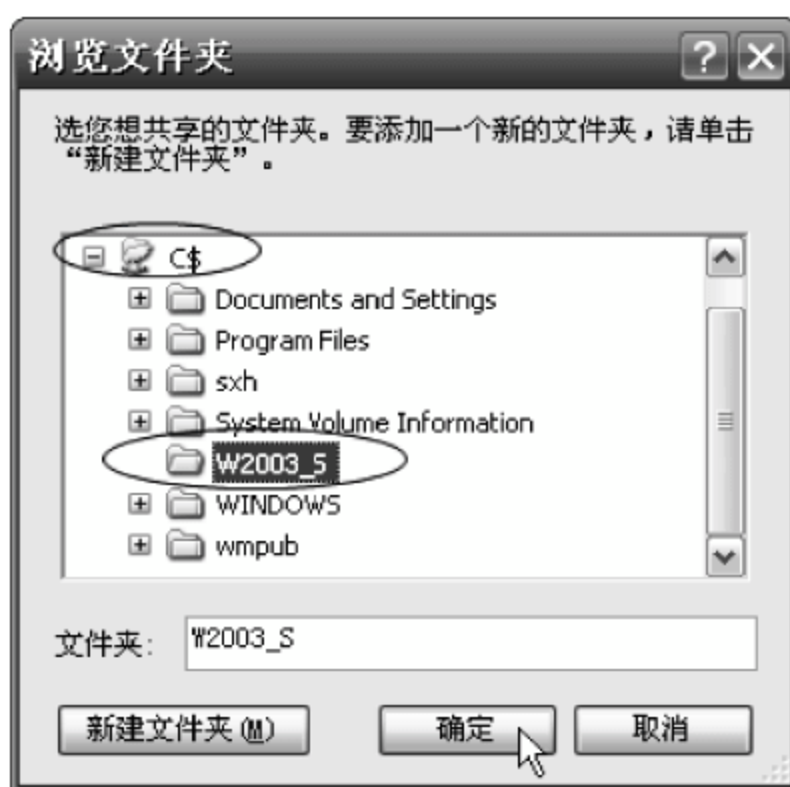 浏览文件夹
选您想共享的文件夹。要添加一个新的文件夹，请单击
“新建文件夹”。
C$
Documents and Settings
Program Files
sxh
System Volume Information
W2003_S
WINDOWS
wmpub
文件夹: W2003_S
新建文件夹(M) 确定 取消